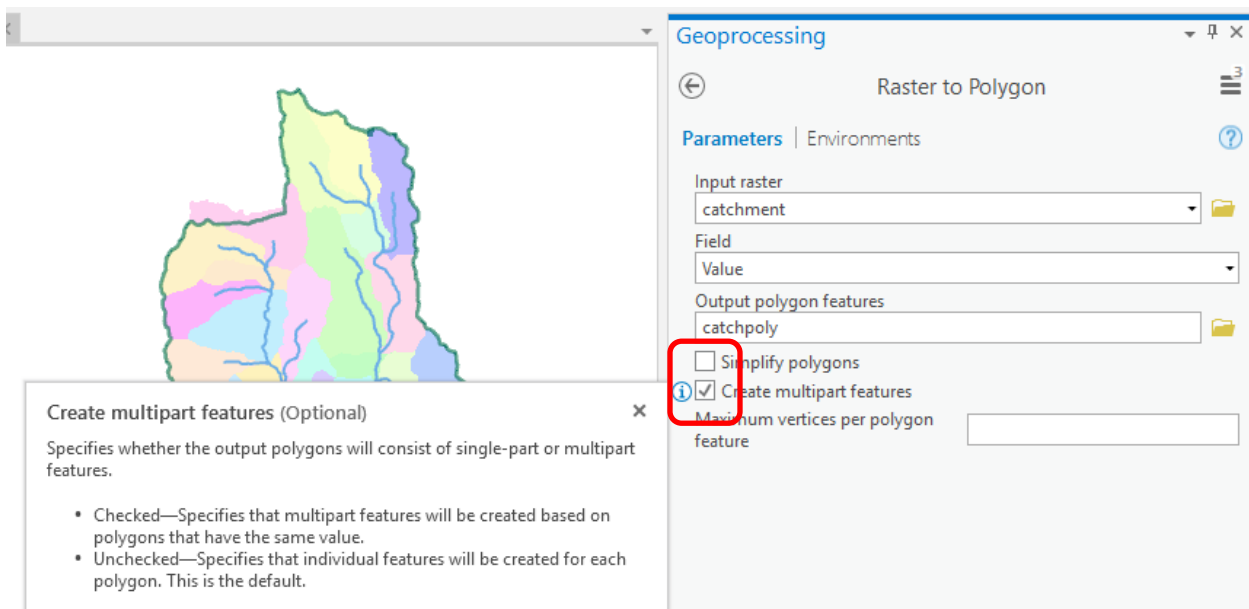 Geoprocessing
Raster to Polygon
3
Parameters | Environments
?
Input raster
catchment
Field
Value
Output polygon features
catchpoly
Simplify polygons
Create multipart features
Maximum vertices per polygon
feature
Create multipart features (Optional)
Specifies whether the output polygons will consist of single-part or multipart
features.
• Checked—Specifies that multipart features will be created based on
polygons that have the same value.
• Unchecked—Specifies that individual features will be created for each
polygon. This is the default.